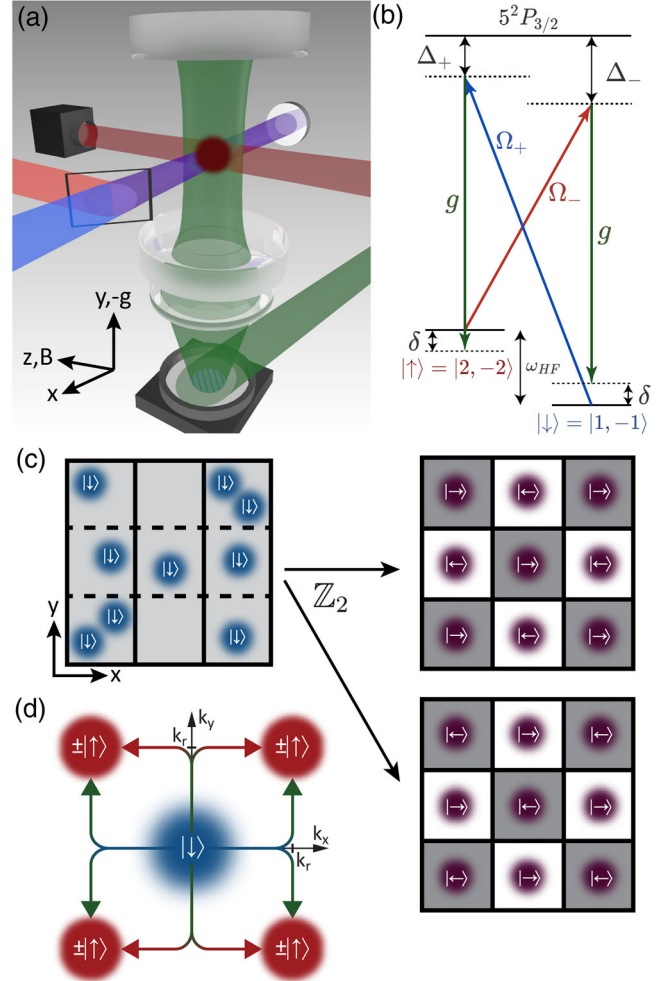 (a)
y,-g
z,B
x
(b)
5²P₃/₂
Δ₊
Δ₋
Ω₊
Ω₋
g
g
δ
|↑⟩ = |2, −2⟩
ω_HF
δ
|↓⟩ = |1, −1⟩
(c)
|↓⟩ |↓⟩ |↓⟩
|↓⟩ |↓⟩ |↓⟩
|↓⟩ |↓⟩ |↓⟩
y
x
ℤ₂
|→⟩ |←⟩ |→⟩
|←⟩ |→⟩ |←⟩
|→⟩ |←⟩ |→⟩
|←⟩ |→⟩ |←⟩
|→⟩ |←⟩ |→⟩
|←⟩ |→⟩ |←⟩
(d)
k_y
k_r
±|↑⟩ ±|↑⟩
|↓⟩
k_x
k_r
±|↑⟩ ±|↑⟩